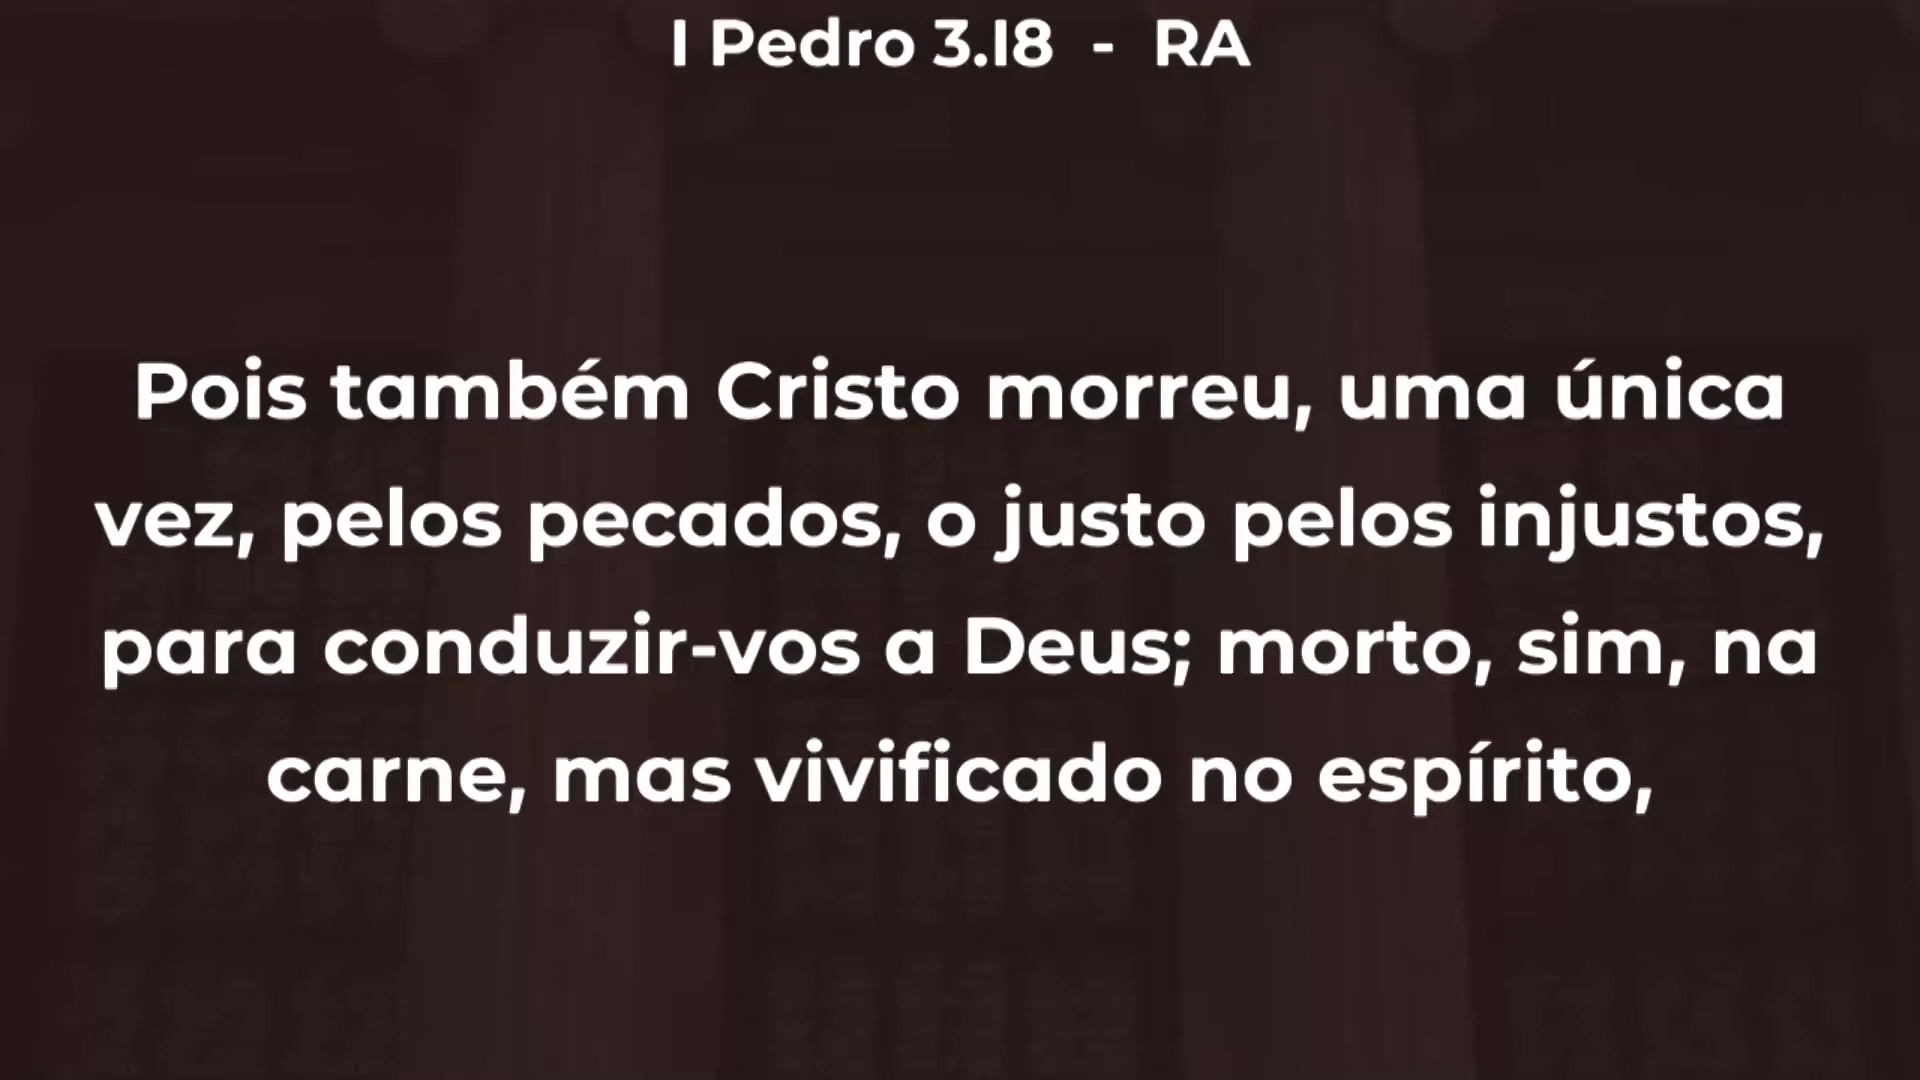 I Pedro 3.18 - RA
Pois também Cristo morreu, uma única
vez, pelos pecados, o justo pelos injustos,
para conduzir-vos a Deus; morto, sim, na
carne, mas vivificado no espírito,